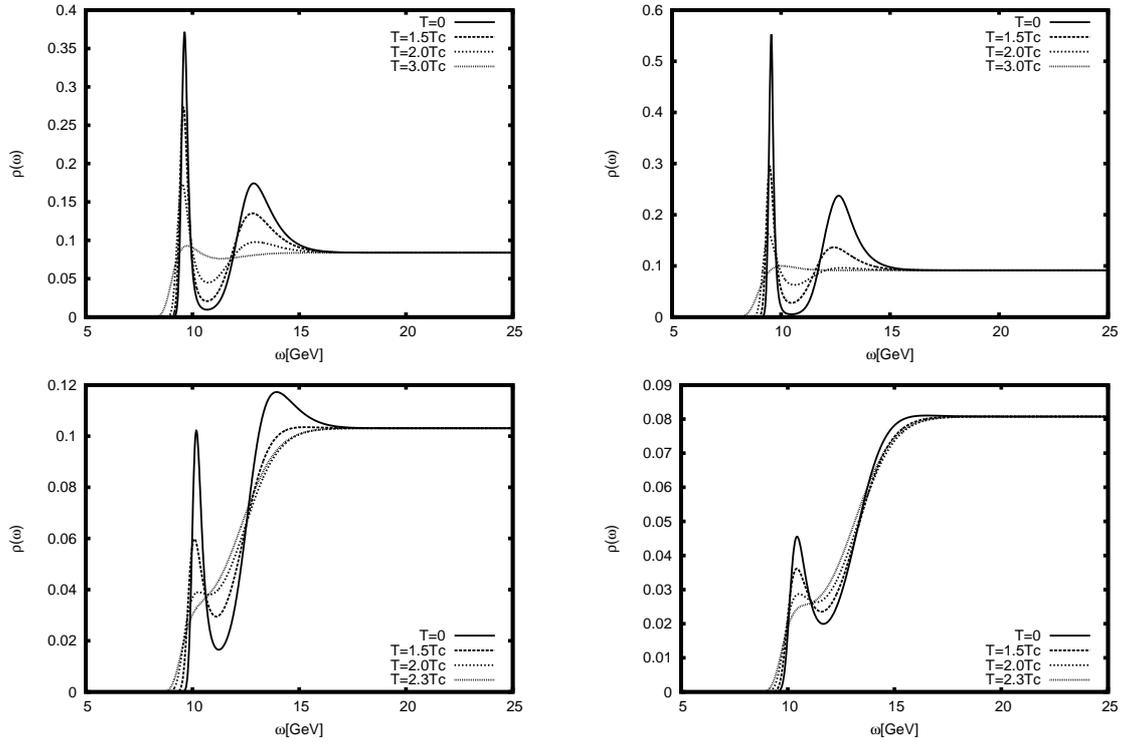 0.4
0.35
0.3
0.25
0.2
0.15
0.1
0.05
0
ρ(ω)
T=0
T=1.5Tc
T=2.0Tc
T=3.0Tc
5 10 15 20 25
ω[GeV]
0.6
0.5
0.4
0.3
0.2
0.1
0
ρ(ω)
T=0
T=1.5Tc
T=2.0Tc
T=3.0Tc
5 10 15 20 25
ω[GeV]
0.12
0.1
0.08
0.06
0.04
0.02
0
ρ(ω)
T=0
T=1.5Tc
T=2.0Tc
T=2.3Tc
5 10 15 20 25
ω[GeV]
0.09
0.08
0.07
0.06
0.05
0.04
0.03
0.02
0.01
0
ρ(ω)
T=0
T=1.5Tc
T=2.0Tc
T=2.3Tc
5 10 15 20 25
ω[GeV]